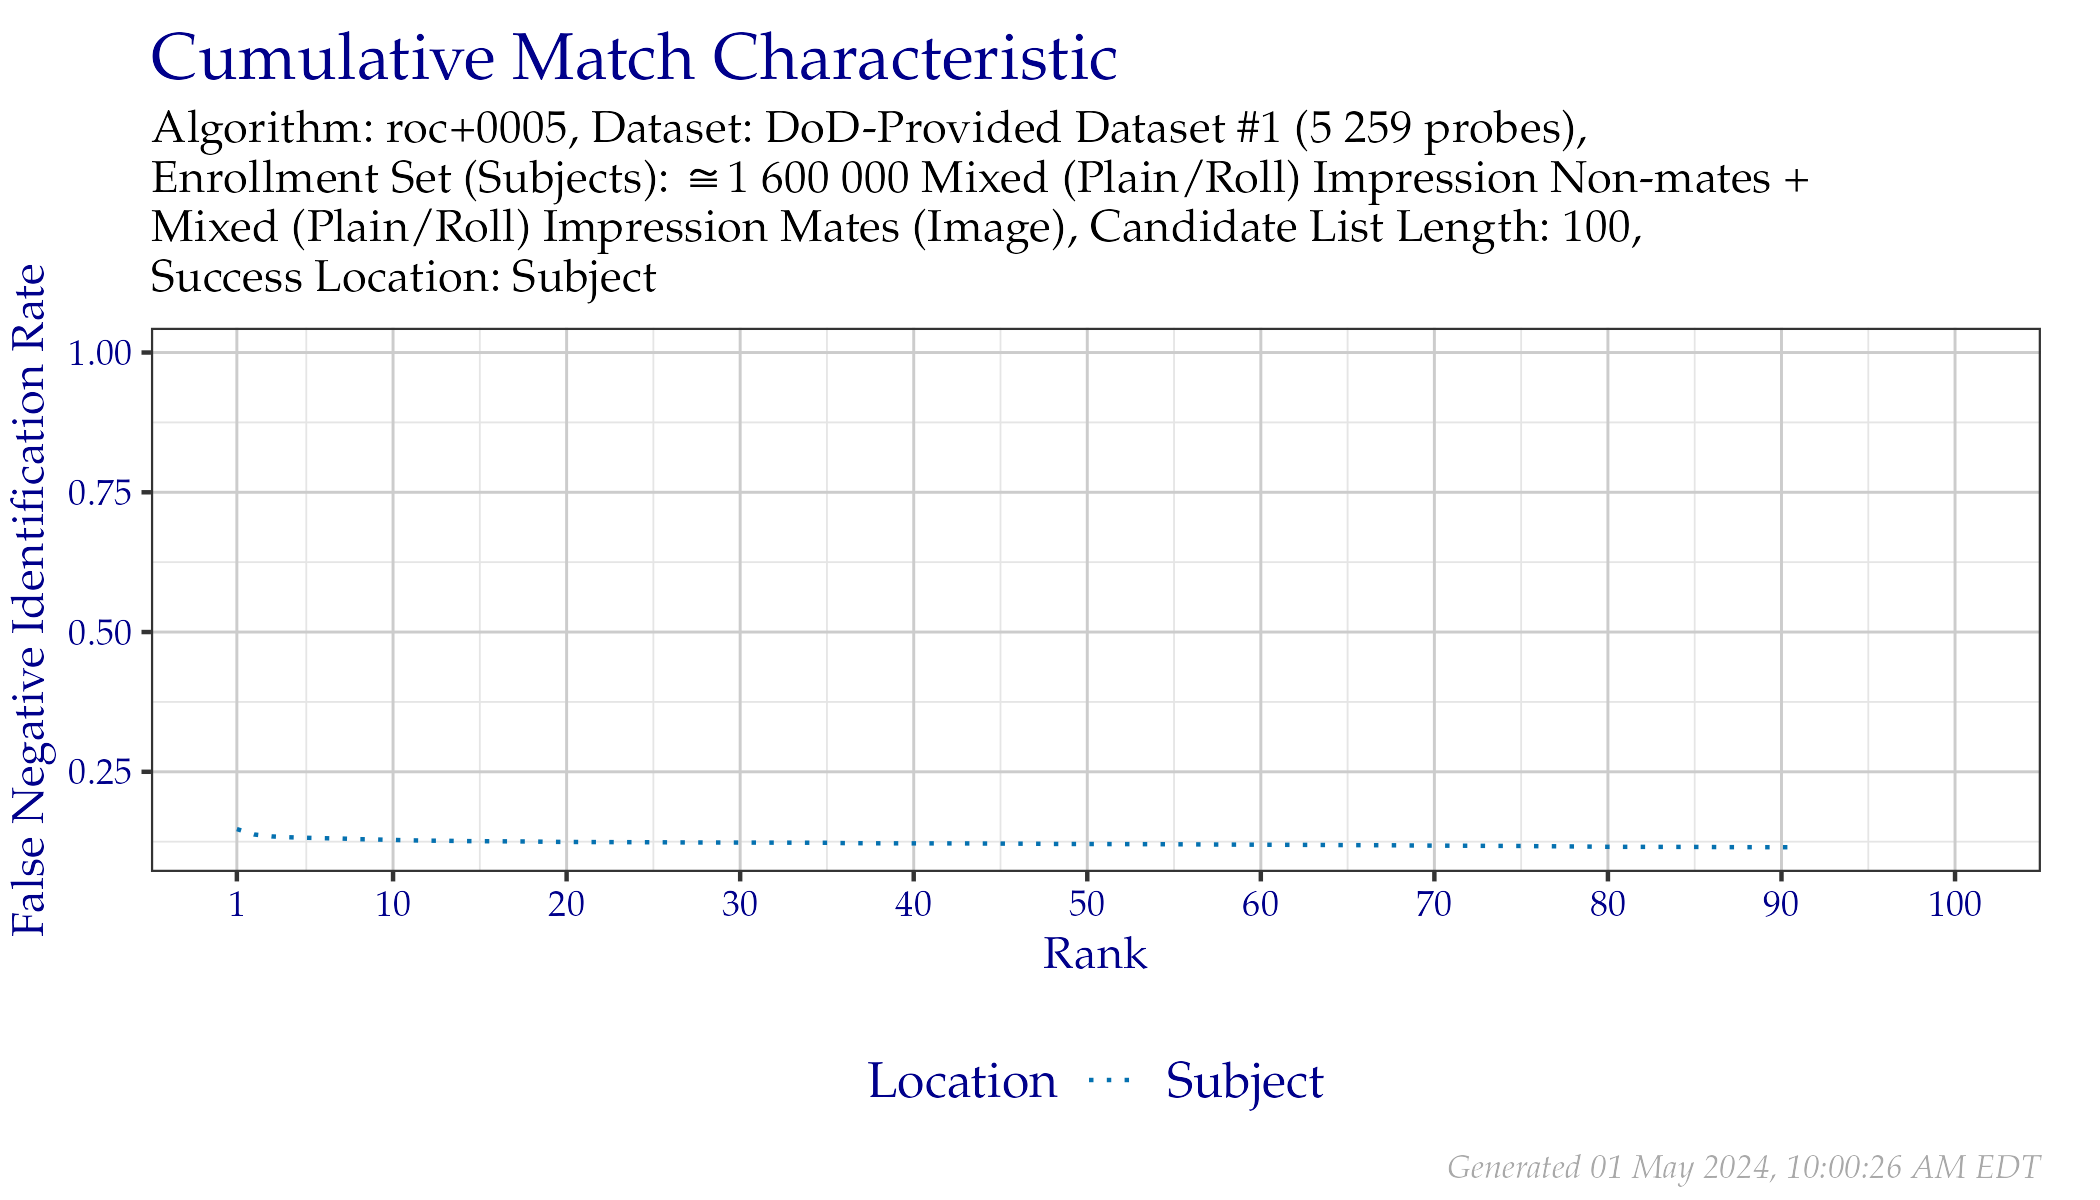 Cumulative Match Characteristic
Algorithm: roc+0005, Dataset: DoD-Provided Dataset #1 (5 259 probes),
Enrollment Set (Subjects): ≅ 1 600 000 Mixed (Plain/Roll) Impression Non-mates +
Mixed (Plain/Roll) Impression Mates (Image), Candidate List Length: 100,
Success Location: Subject
False Negative Identification Rate
1.00
0.75
0.50
0.25
1 10 20 30 40 50 60 70 80 90 100
Rank
Location Subject
Generated 01 May 2024, 10:00:26 AM EDT